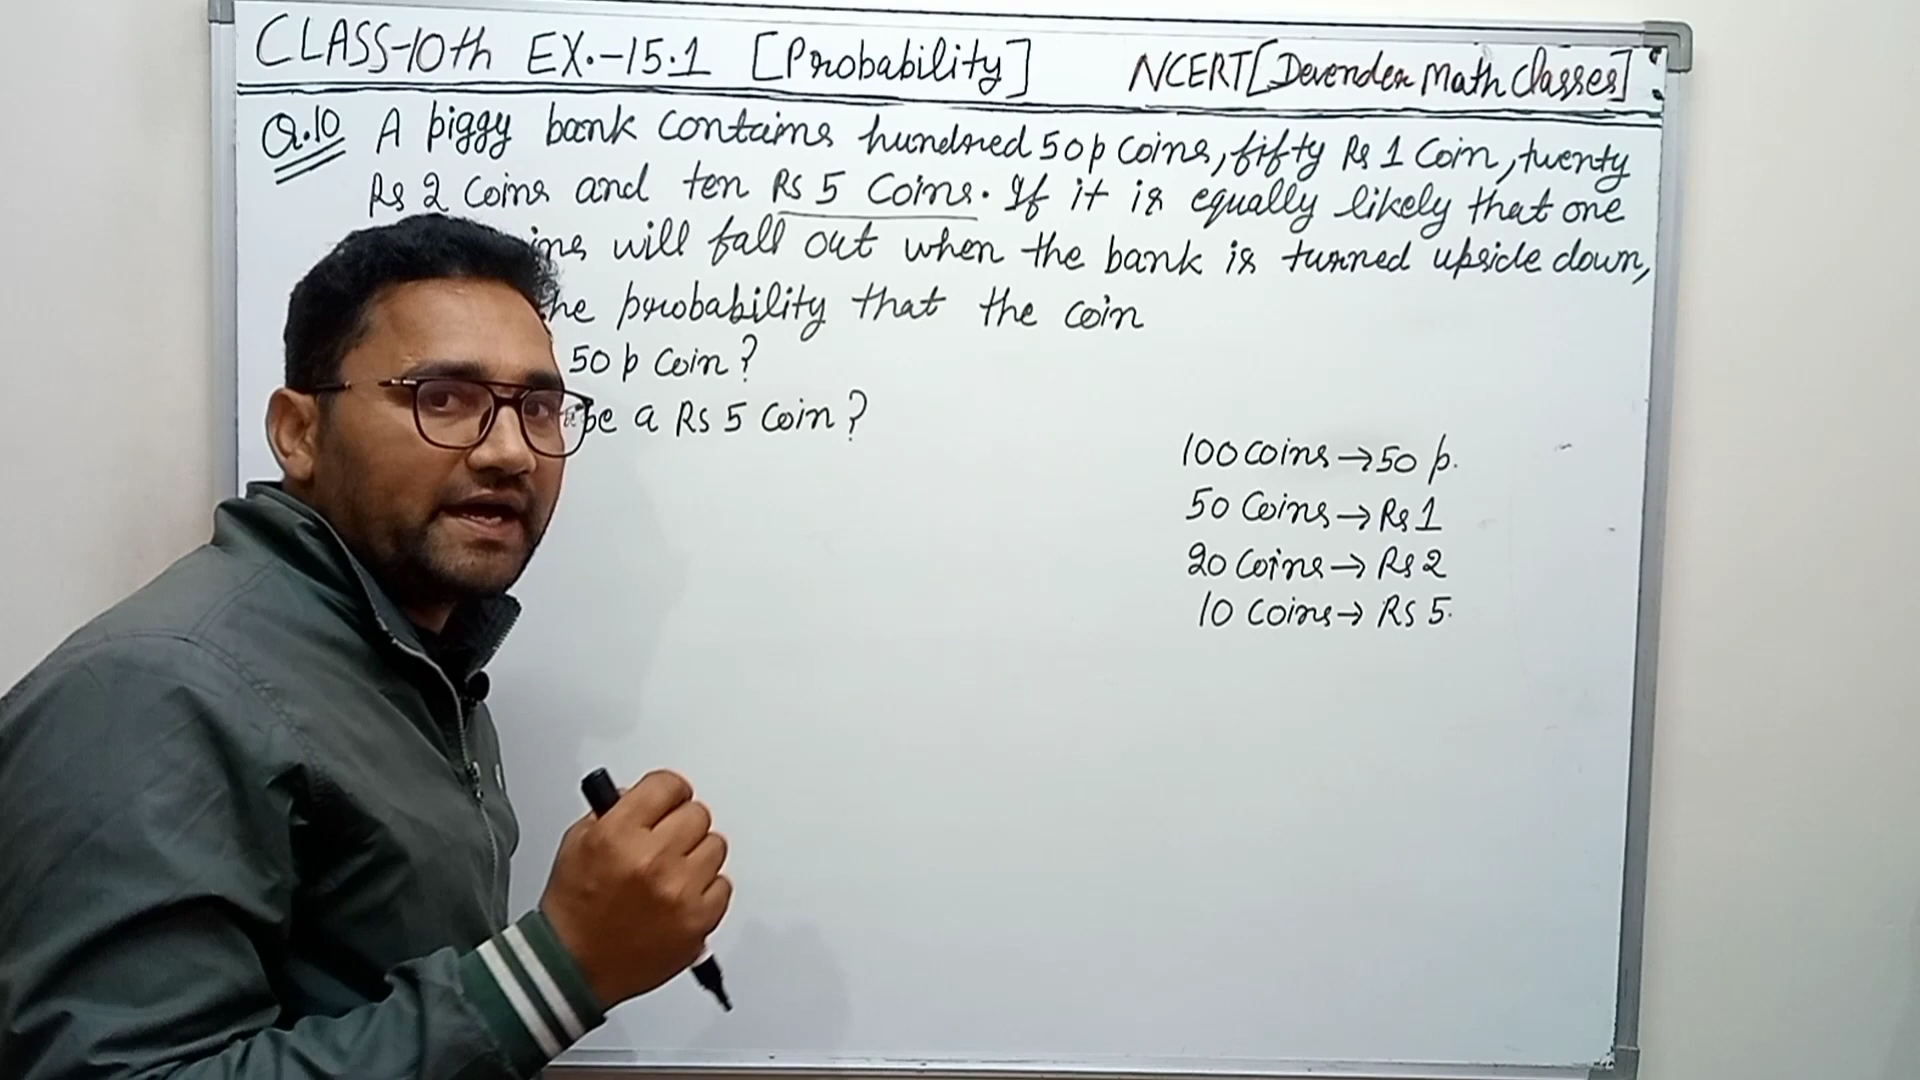 CLASS-10th EX.-15.1 [Probability] NCERT[Devender Math Classes]
Q.10 A piggy bank contains hundred 50p Coins, fifty Rs 1 Coin, twenty
Rs 2 Coins and ten Rs 5 Coins. If it is equally likely that one
ins will fall out when the bank is turned upside down,
the probability that the coin
50 p Coin?
be a Rs 5 Coin?
100 coins → 50 p.
50 Coins → Rs 1
20 Coins → Rs 2
10 Coins → Rs 5.